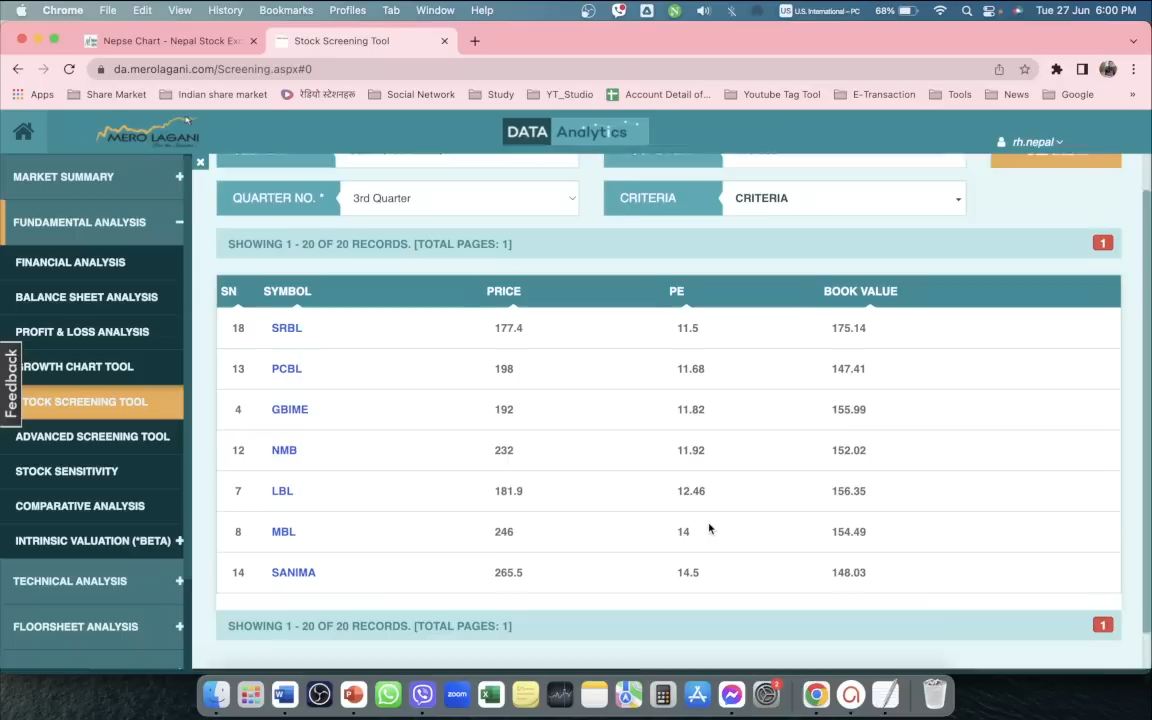 Chrome File Edit View History Bookmarks Profiles Tab Window Help U.S. International – PC 68% Tue 27 Jun 6:00 PM
Nepse Chart - Nepal Stock Ex Stock Screening Tool
da.merolagani.com/Screening.aspx#0
Apps Share Market Indian share market रेडियो स्टेशनहरू Social Network Study YT_Studio Account Detail of... Youtube Tag Tool E-Transaction Tools News Google »
MERO LAGANI DATA Analytics rh.nepal
MARKET SUMMARY +
FUNDAMENTAL ANALYSIS −
FINANCIAL ANALYSIS
BALANCE SHEET ANALYSIS
PROFIT & LOSS ANALYSIS
ROWTH CHART TOOL
TOCK SCREENING TOOL
ADVANCED SCREENING TOOL
STOCK SENSITIVITY
COMPARATIVE ANALYSIS
INTRINSIC VALUATION (*BETA) +
TECHNICAL ANALYSIS +
FLOORSHEET ANALYSIS +
Feedback
QUARTER NO. * 3rd Quarter CRITERIA CRITERIA
SHOWING 1 - 20 OF 20 RECORDS. [TOTAL PAGES: 1] 1
SN SYMBOL PRICE PE BOOK VALUE
18 SRBL 177.4 11.5 175.14
13 PCBL 198 11.68 147.41
4 GBIME 192 11.82 155.99
12 NMB 232 11.92 152.02
7 LBL 181.9 12.46 156.35
8 MBL 246 14 154.49
14 SANIMA 265.5 14.5 148.03
SHOWING 1 - 20 OF 20 RECORDS. [TOTAL PAGES: 1] 1
zoom
2